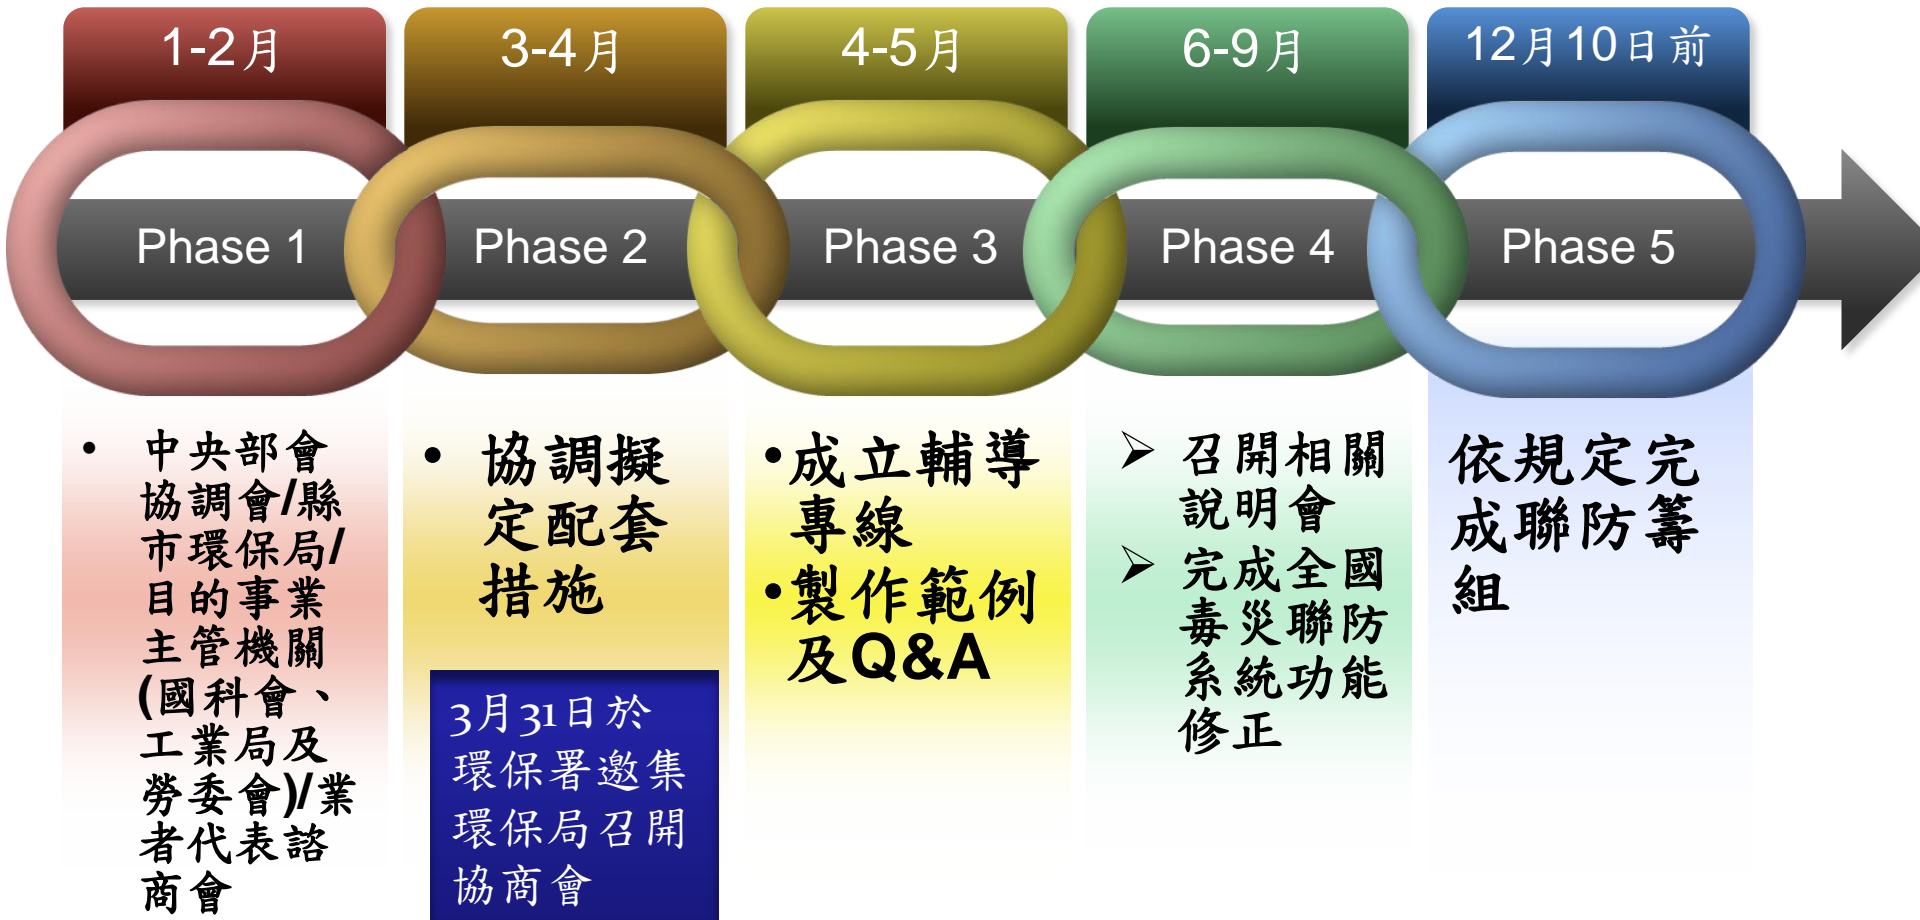 1-2月
3-4月
4-5月
6-9月
12月10日前
Phase 1
Phase 2
Phase 3
Phase 4
Phase 5
• 中央部會
協調會/縣
市環保局/
目的事業
主管機關
(國科會、
工業局及
勞委會)/業
者代表諮
商會
• 協調擬
定配套
措施
3月31日於
環保署邀集
環保局召開
協商會
•成立輔導
專線
•製作範例
及Q&A
➢ 召開相關
說明會
➢ 完成全國
毒災聯防
系統功能
修正
依規定完
成聯防籌
組